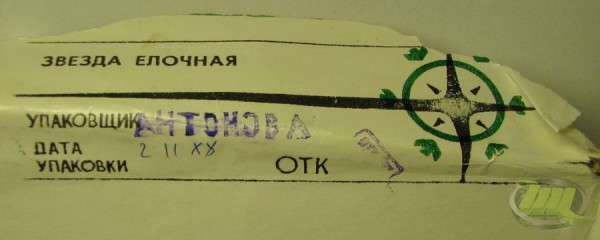 ЗВЕЗДА ЕЛОЧНАЯ
УПАКОВЩИК АНТОНОВА
ДАТА УПАКОВКИ 2 11 XX
ОТК